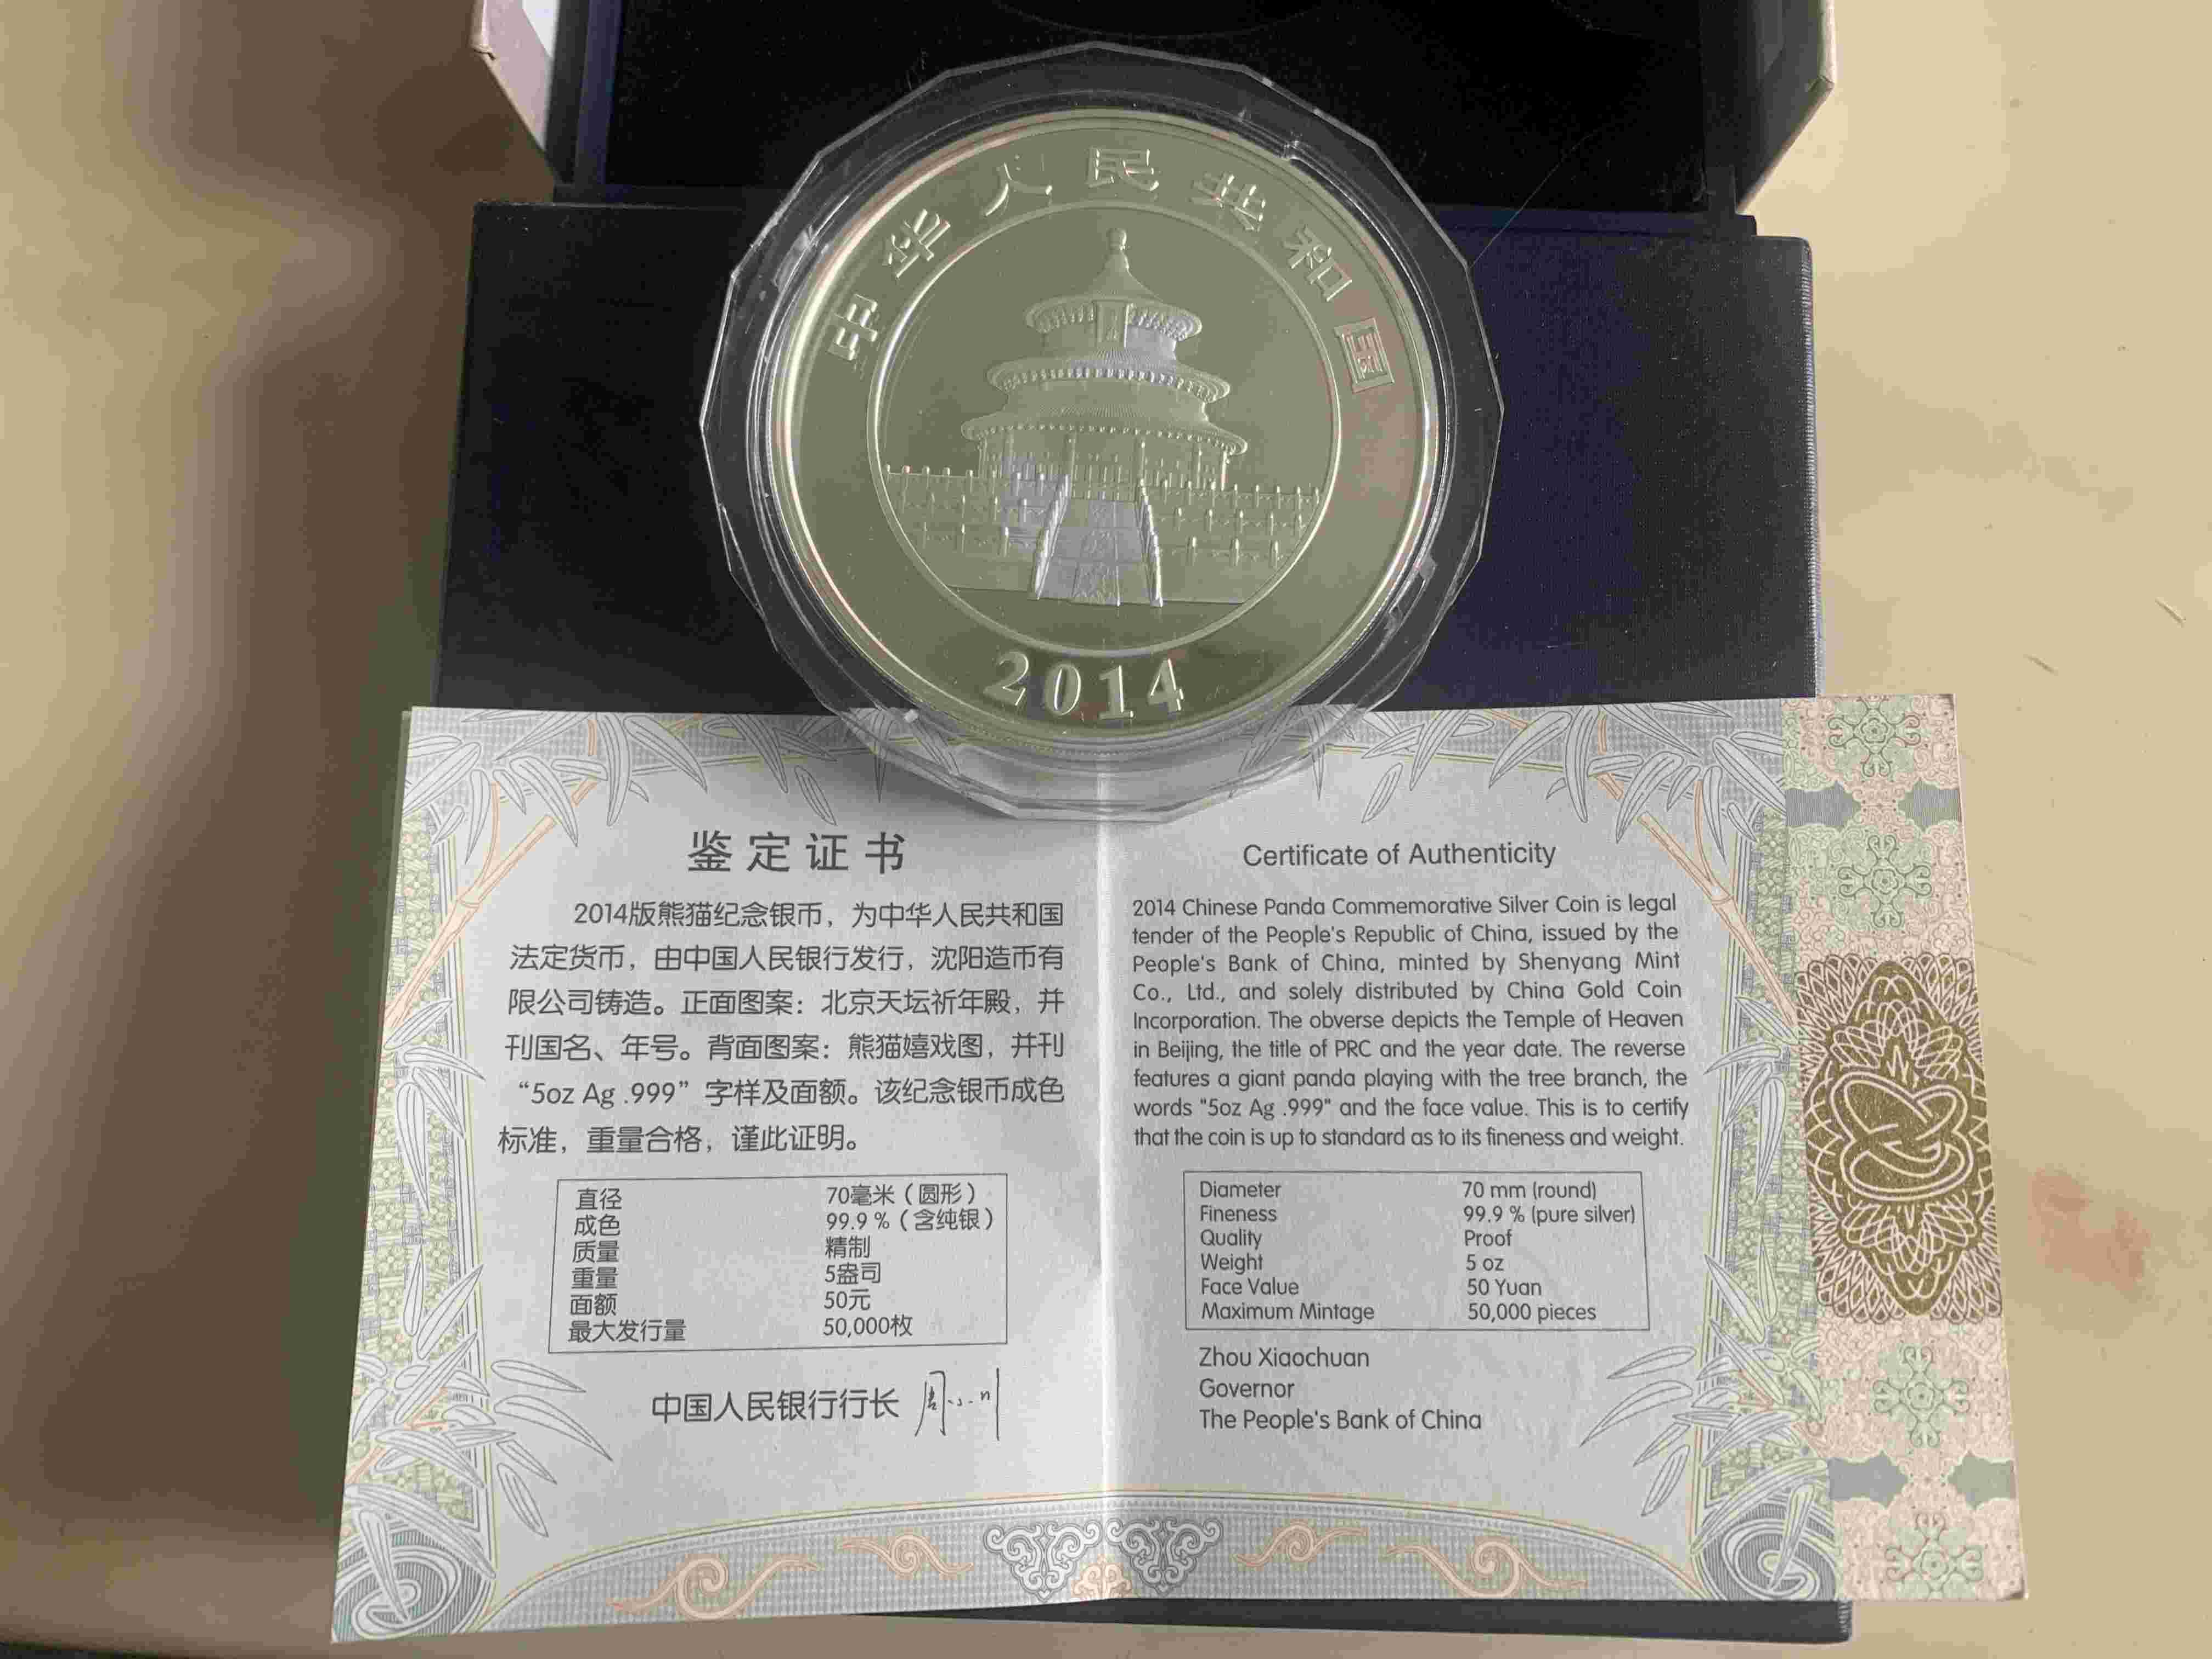 中华人民共和国
2014
鉴定证书
2014版熊猫纪念银币，为中华人民共和国
法定货币，由中国人民银行发行，沈阳造币有
限公司铸造。正面图案：北京天坛祈年殿，并
刊国名、年号。背面图案：熊猫嬉戏图，并刊
“5oz Ag .999”字样及面额。该纪念银币成色
标准，重量合格，谨此证明。
直径 70毫米（圆形）
成色 99.9 %（含纯银）
质量 精制
重量 5盎司
面额 50元
最大发行量 50,000枚
中国人民银行行长 周小川
Certificate of Authenticity
2014 Chinese Panda Commemorative Silver Coin is legal
tender of the People's Republic of China, issued by the
People's Bank of China, minted by Shenyang Mint
Co., Ltd., and solely distributed by China Gold Coin
Incorporation. The obverse depicts the Temple of Heaven
in Beijing, the title of PRC and the year date. The reverse
features a giant panda playing with the tree branch, the
words "5oz Ag .999" and the face value. This is to certify
that the coin is up to standard as to its fineness and weight.
Diameter 70 mm (round)
Fineness 99.9 % (pure silver)
Quality Proof
Weight 5 oz
Face Value 50 Yuan
Maximum Mintage 50,000 pieces
Zhou Xiaochuan
Governor
The People's Bank of China